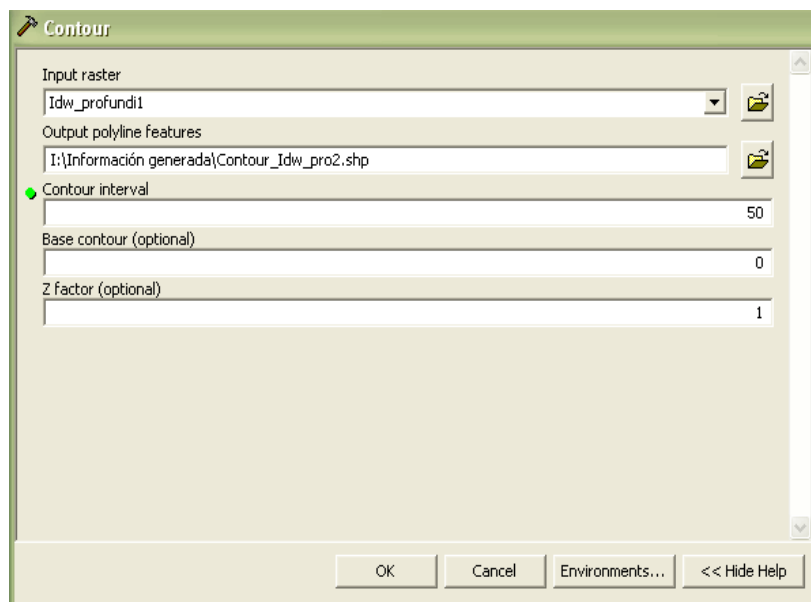 Contour
Input raster
Idw_profundi1
Output polyline features
I:\Información generada\Contour_Idw_pro2.shp
Contour interval
50
Base contour (optional)
0
Z factor (optional)
1
OK Cancel Environments... << Hide Help